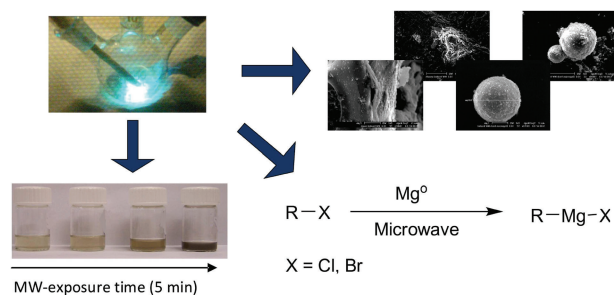 Mg⁰
R–X
R–Mg–X
Microwave
X = Cl, Br
MW-exposure time (5 min)